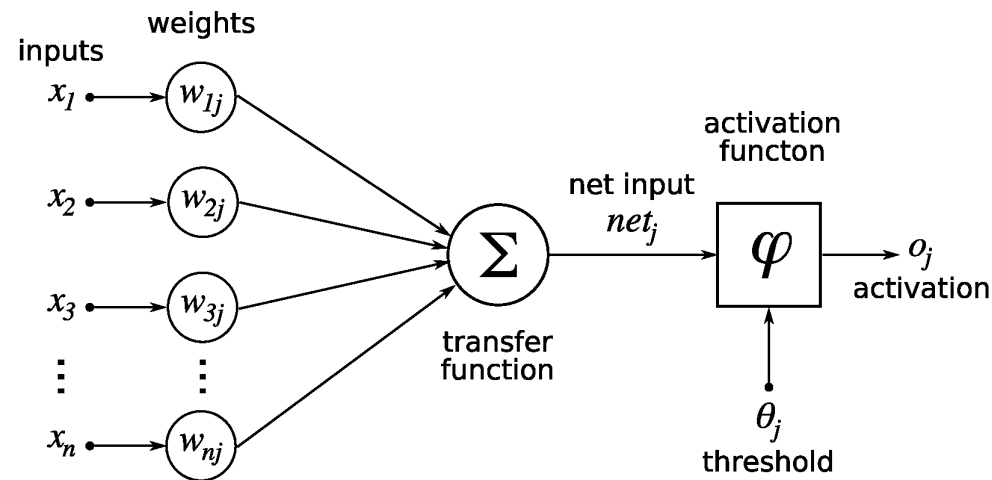 inputs
weights
x1
w1j
x2
w2j
x3
w3j
⋮
⋮
xn
wnj
Σ
transfer
function
net input
netj
activation
functon
φ
oj
activation
θj
threshold